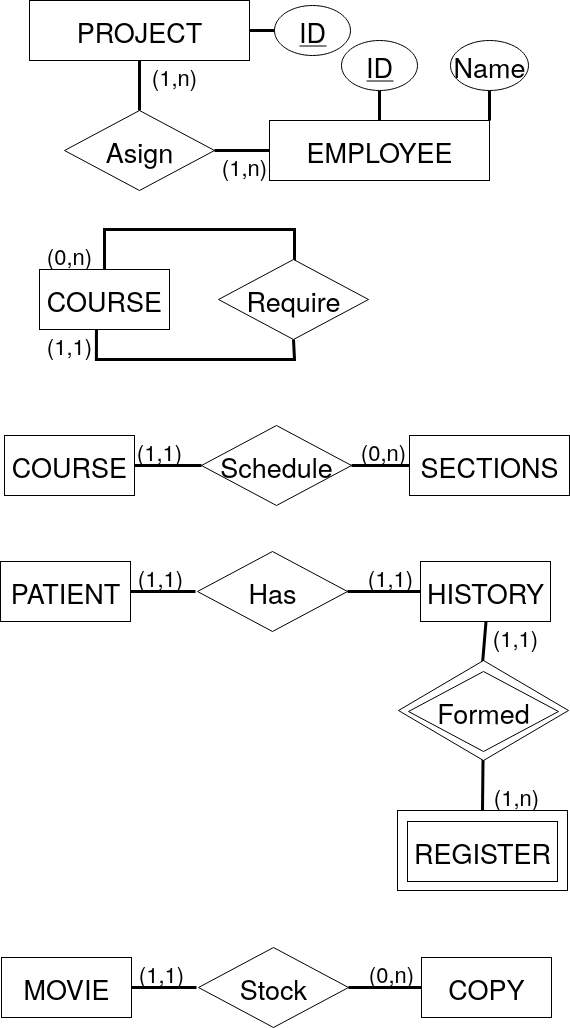 PROJECT
ID
(1,n)
ID
Name
Asign
(1,n)
EMPLOYEE
(0,n)
COURSE
Require
(1,1)
COURSE
(1,1)
Schedule
(0,n)
SECTIONS
PATIENT
(1,1)
Has
(1,1)
HISTORY
(1,1)
Formed
(1,n)
REGISTER
MOVIE
(1,1)
Stock
(0,n)
COPY